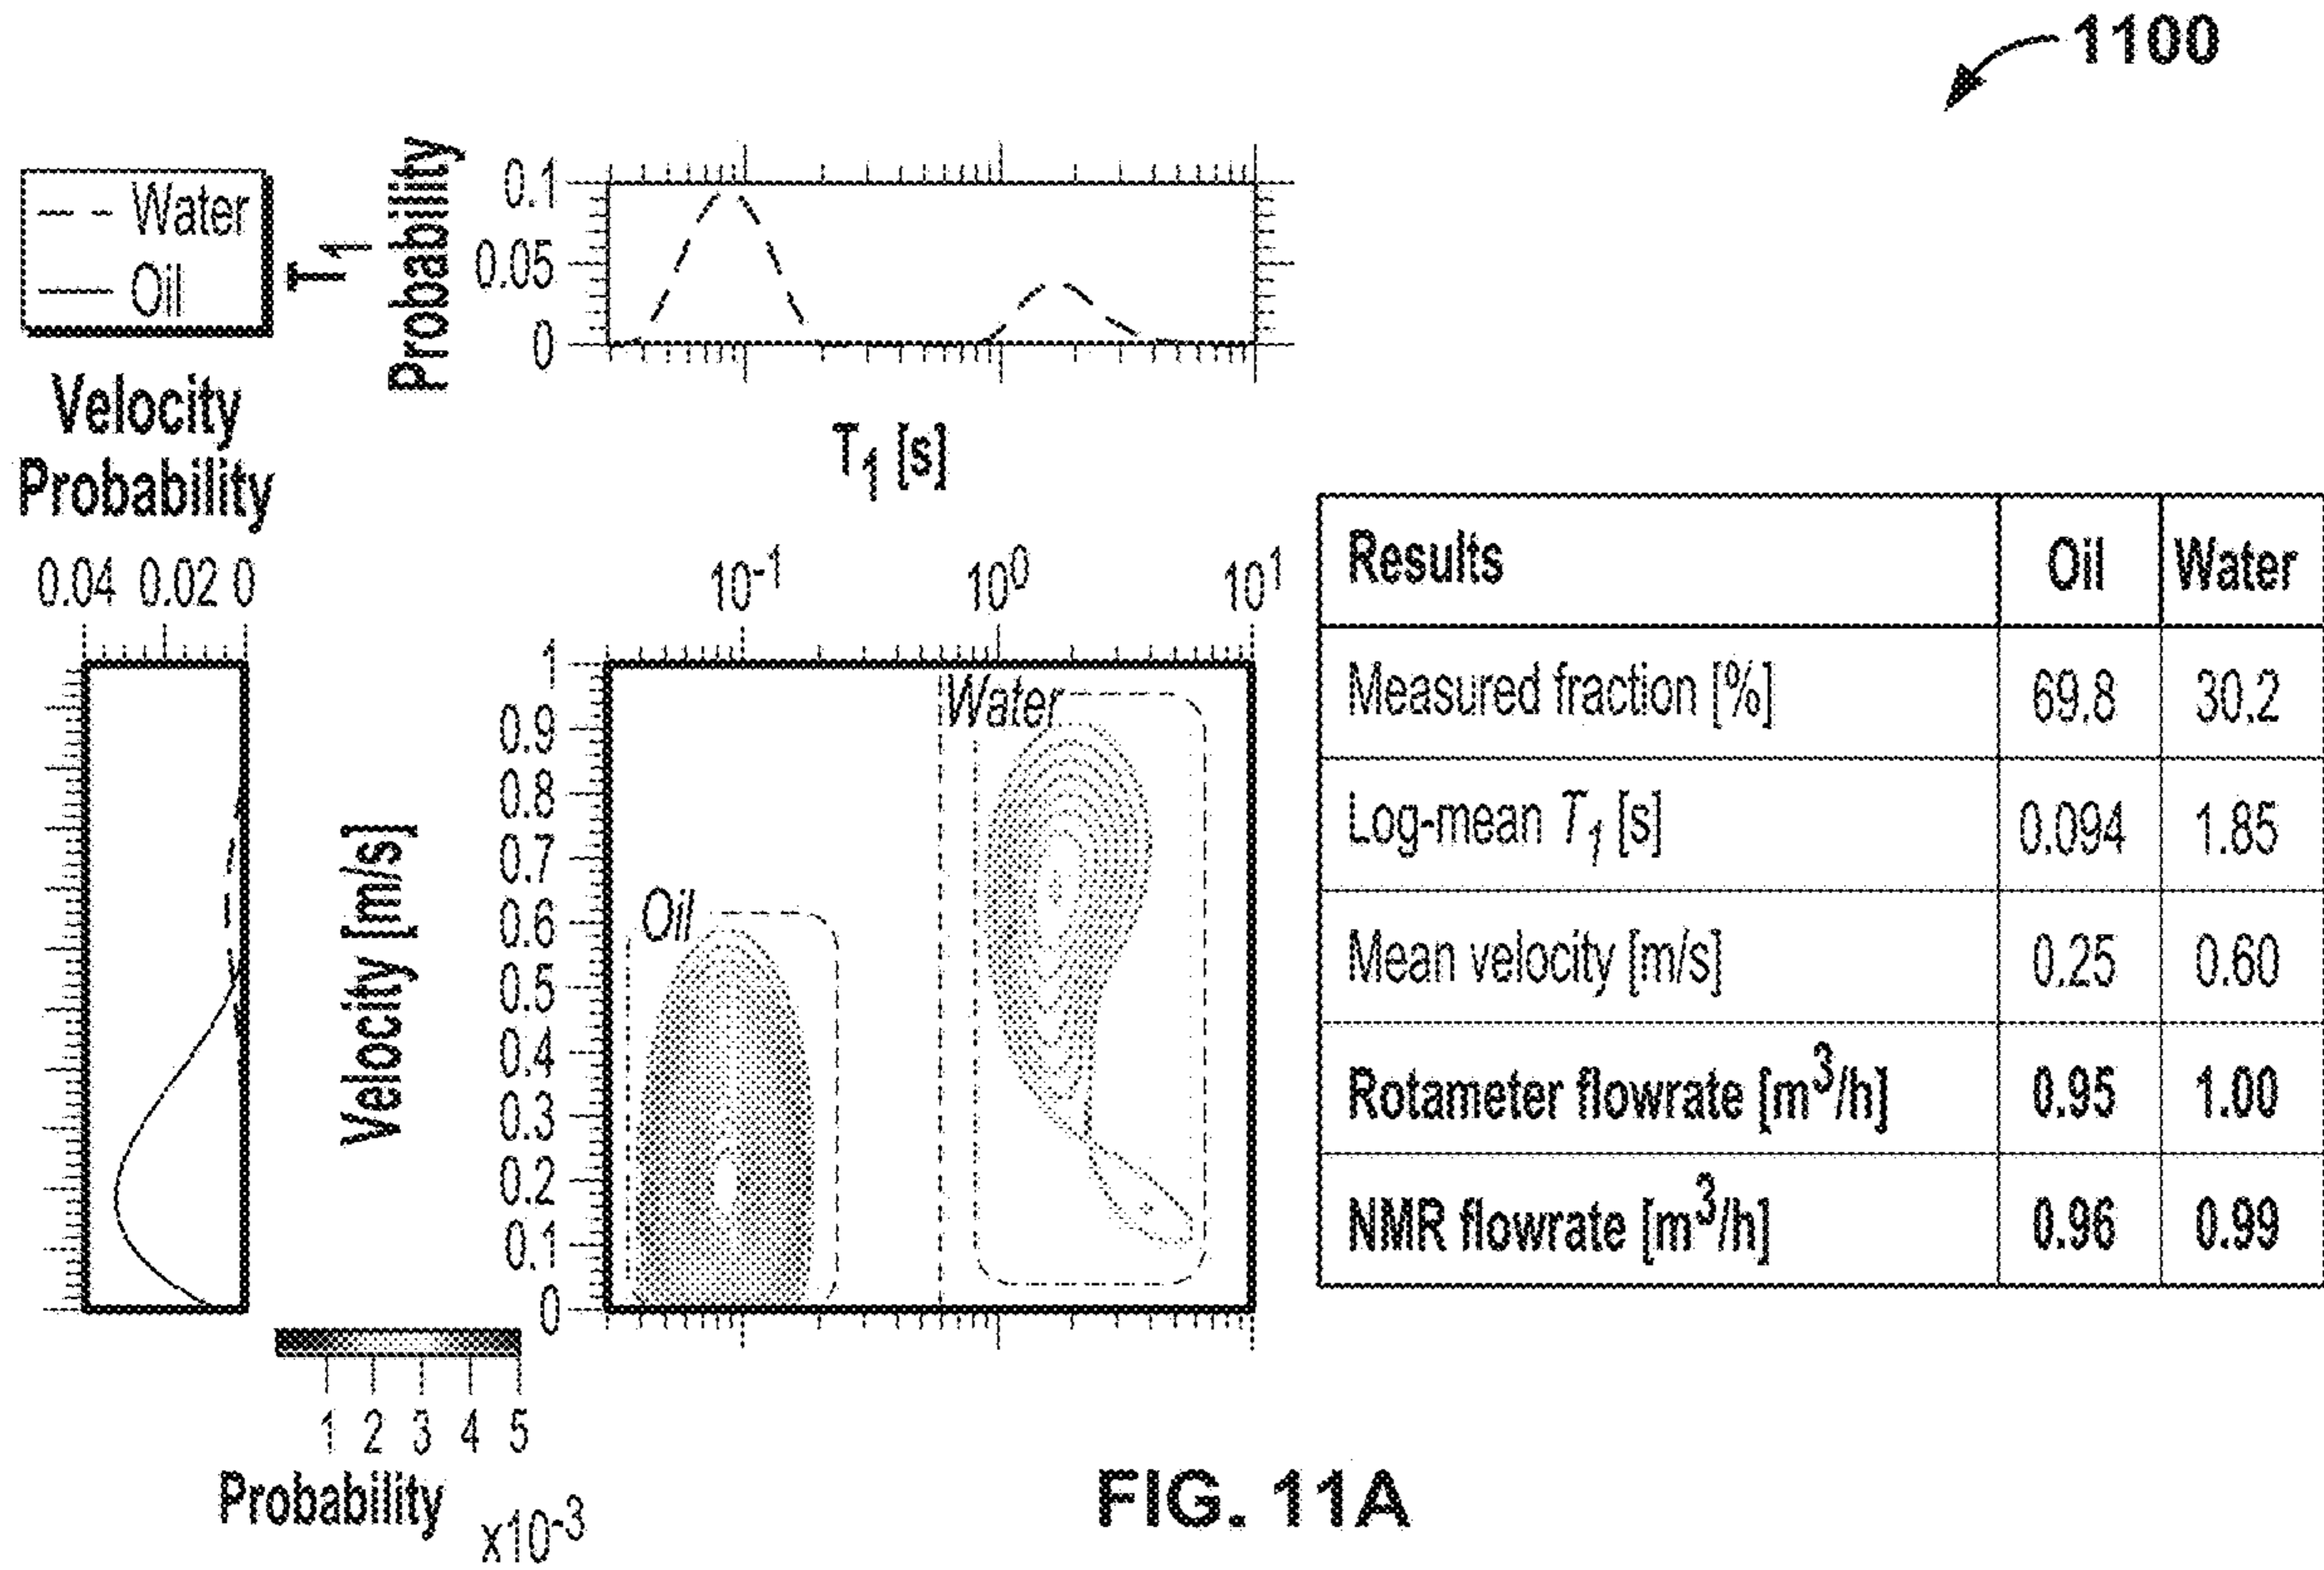 1100
Water
Oil
T1
Probability
0.1
0.05
0
T1 [s]
Velocity
Probability
0.04 0.02 0
10-1 100 101
Velocity [m/s]
1
0.9
0.8
0.7
0.6
0.5
0.4
0.3
0.2
0.1
0
Water
Oil
1 2 3 4 5
Probability
x10-3
Results Oil Water
Measured fraction [%] 69.8 30.2
Log-mean T1 [s] 0.094 1.85
Mean velocity [m/s] 0.25 0.60
Rotameter flowrate [m3/h] 0.95 1.00
NMR flowrate [m3/h] 0.96 0.99
FIG. 11A